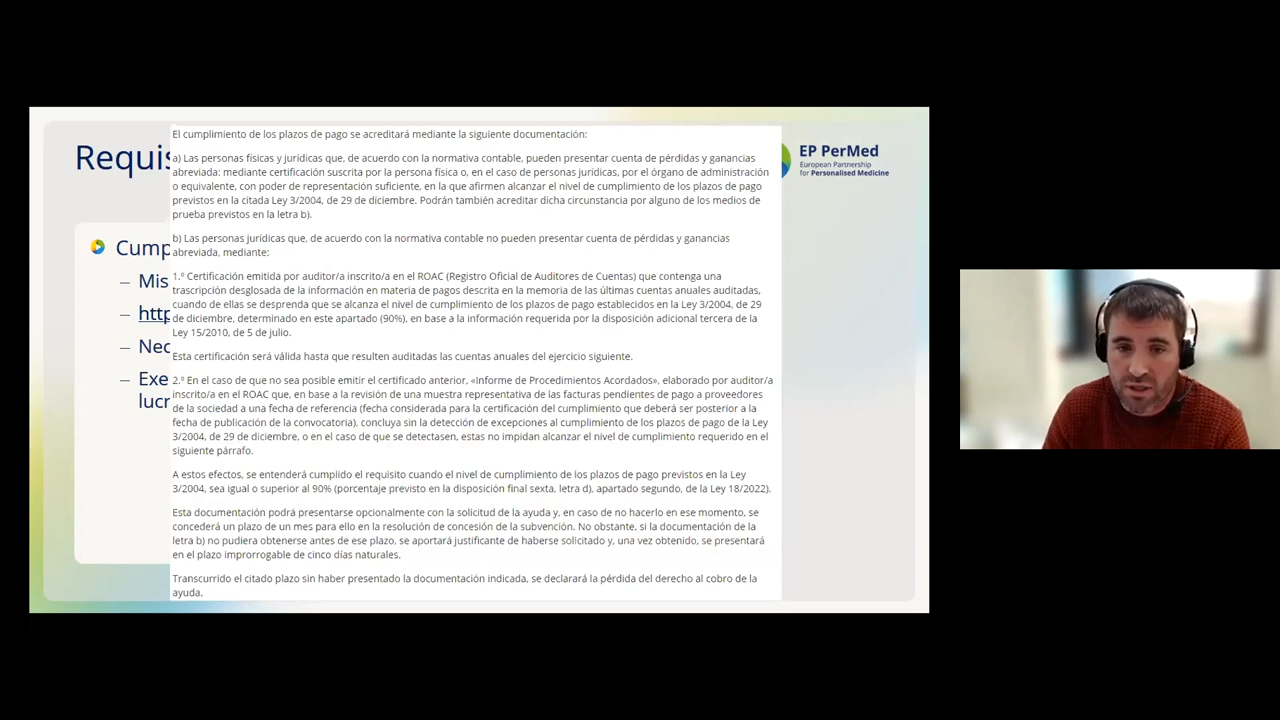 Requis
EP PerMed
European Partnership
for Personalised Medicine
Cump
– Mis
– http
– Nec
– Exe
lucr
El cumplimiento de los plazos de pago se acreditará mediante la siguiente documentación:
a) Las personas físicas y jurídicas que, de acuerdo con la normativa contable, pueden presentar cuenta de pérdidas y ganancias
abreviada: mediante certificación suscrita por la persona física o, en el caso de personas jurídicas, por el órgano de administración
o equivalente, con poder de representación suficiente, en la que afirmen alcanzar el nivel de cumplimiento de los plazos de pago
previstos en la citada Ley 3/2004, de 29 de diciembre. Podrán también acreditar dicha circunstancia por alguno de los medios de
prueba previstos en la letra b).
b) Las personas jurídicas que, de acuerdo con la normativa contable no pueden presentar cuenta de pérdidas y ganancias
abreviada, mediante:
1.º Certificación emitida por auditor/a inscrito/a en el ROAC (Registro Oficial de Auditores de Cuentas) que contenga una
trascripción desglosada de la información en materia de pagos descrita en la memoria de las últimas cuentas anuales auditadas,
cuando de ellas se desprenda que se alcanza el nivel de cumplimiento de los plazos de pago establecidos en la Ley 3/2004, de 29
de diciembre, determinado en este apartado (90%), en base a la información requerida por la disposición adicional tercera de la
Ley 15/2010, de 5 de julio.
Esta certificación será válida hasta que resulten auditadas las cuentas anuales del ejercicio siguiente.
2.º En el caso de que no sea posible emitir el certificado anterior, «Informe de Procedimientos Acordados», elaborado por auditor/a
inscrito/a en el ROAC que, en base a la revisión de una muestra representativa de las facturas pendientes de pago a proveedores
de la sociedad a una fecha de referencia (fecha considerada para la certificación del cumplimiento que deberá ser posterior a la
fecha de publicación de la convocatoria), concluya sin la detección de excepciones al cumplimiento de los plazos de pago de la Ley
3/2004, de 29 de diciembre, o en el caso de que se detectasen, estas no impidan alcanzar el nivel de cumplimiento requerido en el
siguiente párrafo.
A estos efectos, se entenderá cumplido el requisito cuando el nivel de cumplimiento de los plazos de pago previstos en la Ley
3/2004, sea igual o superior al 90% (porcentaje previsto en la disposición final sexta, letra d), apartado segundo, de la Ley 18/2022).
Esta documentación podrá presentarse opcionalmente con la solicitud de la ayuda y, en caso de no hacerlo en ese momento, se
concederá un plazo de un mes para ello en la resolución de concesión de la subvención. No obstante, si la documentación de la
letra b) no pudiera obtenerse antes de ese plazo, se aportará justificante de haberse solicitado y, una vez obtenido, se presentará
en el plazo improrrogable de cinco días naturales.
Transcurrido el citado plazo sin haber presentado la documentación indicada, se declarará la pérdida del derecho al cobro de la
ayuda.